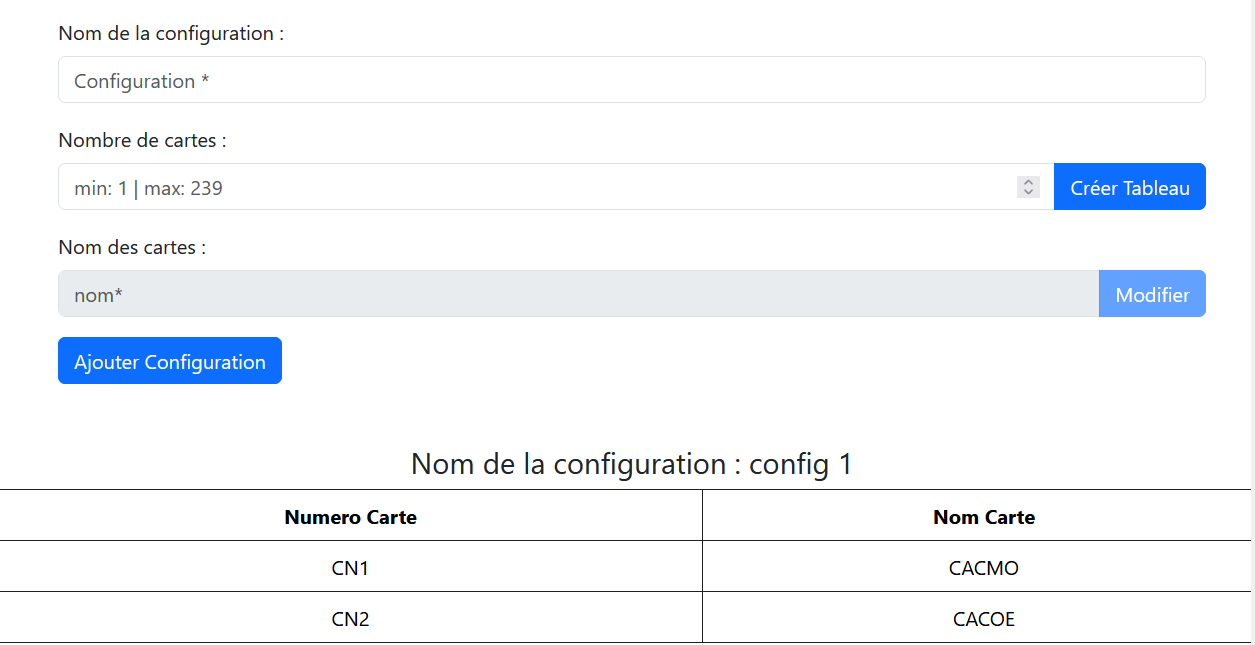 Nom de la configuration :
Configuration *
Nombre de cartes :
min: 1 | max: 239
Créer Tableau
Nom des cartes :
nom*
Modifier
Ajouter Configuration
Nom de la configuration : config 1
Numero Carte Nom Carte
CN1 CACMO
CN2 CACOE